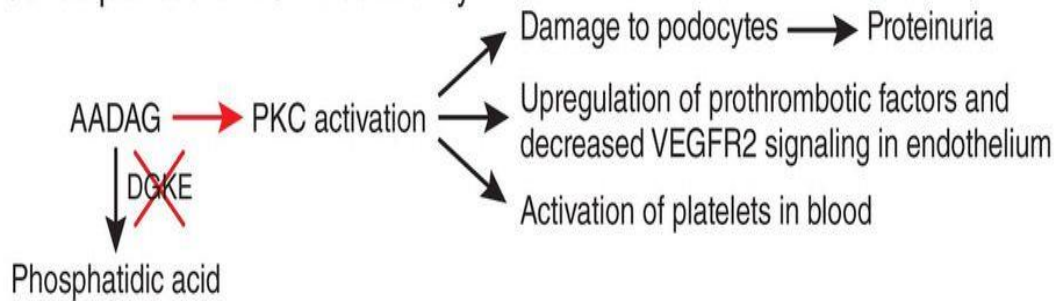 Damage to podocytes
Proteinuria
AADAG
PKC activation
Upregulation of prothrombotic factors and
decreased VEGFR2 signaling in endothelium
DGKE
Activation of platelets in blood
Phosphatidic acid